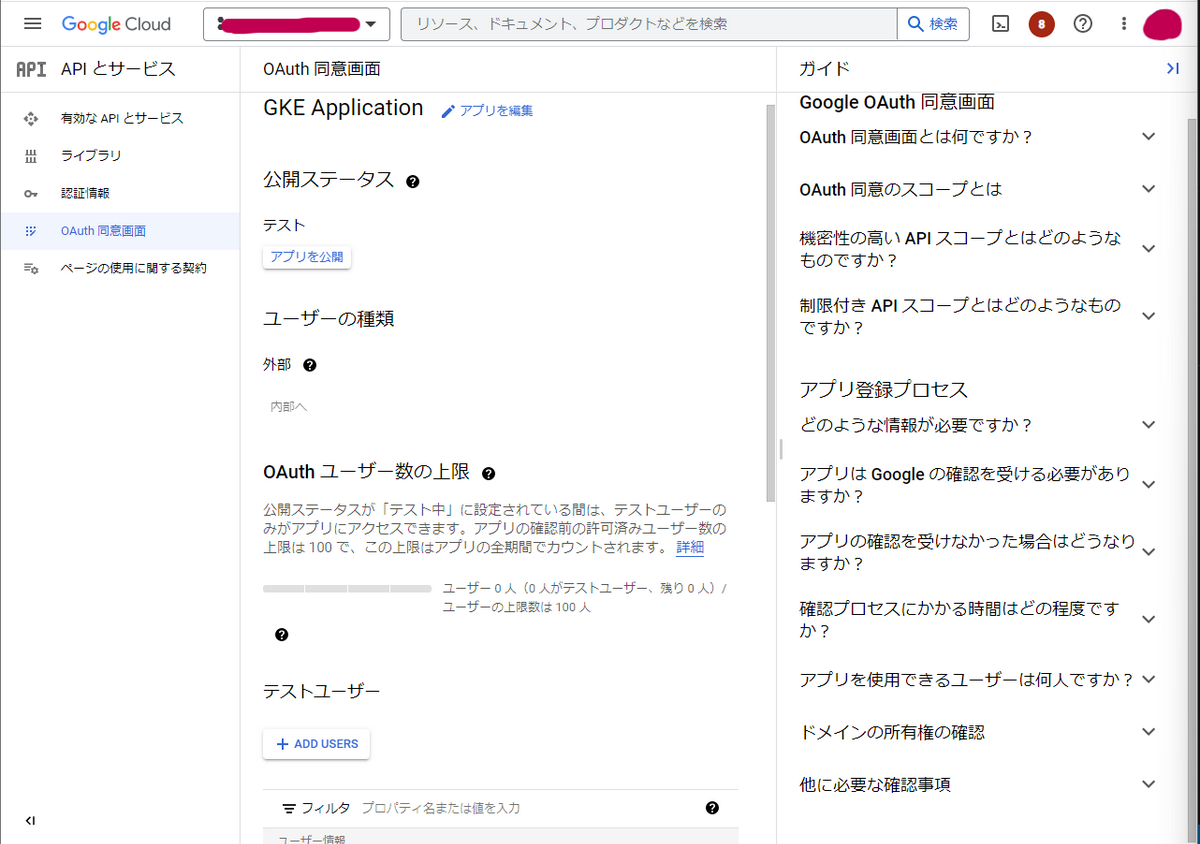 Google Cloud
リソース、ドキュメント、プロダクトなどを検索
検索
8
API APIとサービス
OAuth 同意画面
ガイド
有効な API とサービス
ライブラリ
認証情報
OAuth 同意画面
ページの使用に関する契約
GKE Application
アプリを編集
公開ステータス
テスト
アプリを公開
ユーザーの種類
外部
内部へ
OAuth ユーザー数の上限
公開ステータスが「テスト中」に設定されている間は、テストユーザーの
みがアプリにアクセスできます。アプリの確認前の許可済みユーザー数の
上限は 100 で、この上限はアプリの全期間でカウントされます。 詳細
ユーザー 0 人（0 人がテストユーザー、残り 0 人）/
ユーザーの上限数は 100 人
テストユーザー
ADD USERS
フィルタ プロパティ名または値を入力
ユーザー情報
Google OAuth 同意画面
OAuth 同意画面とは何ですか？
OAuth 同意のスコープとは
機密性の高い API スコープとはどのような
ものですか？
制限付き API スコープとはどのようなもの
ですか？
アプリ登録プロセス
どのような情報が必要ですか？
アプリは Google の確認を受ける必要があり
ますか？
アプリの確認を受けなかった場合はどうなり
ますか？
確認プロセスにかかる時間はどの程度です
か？
アプリを使用できるユーザーは何人ですか？
ドメインの所有権の確認
他に必要な確認事項